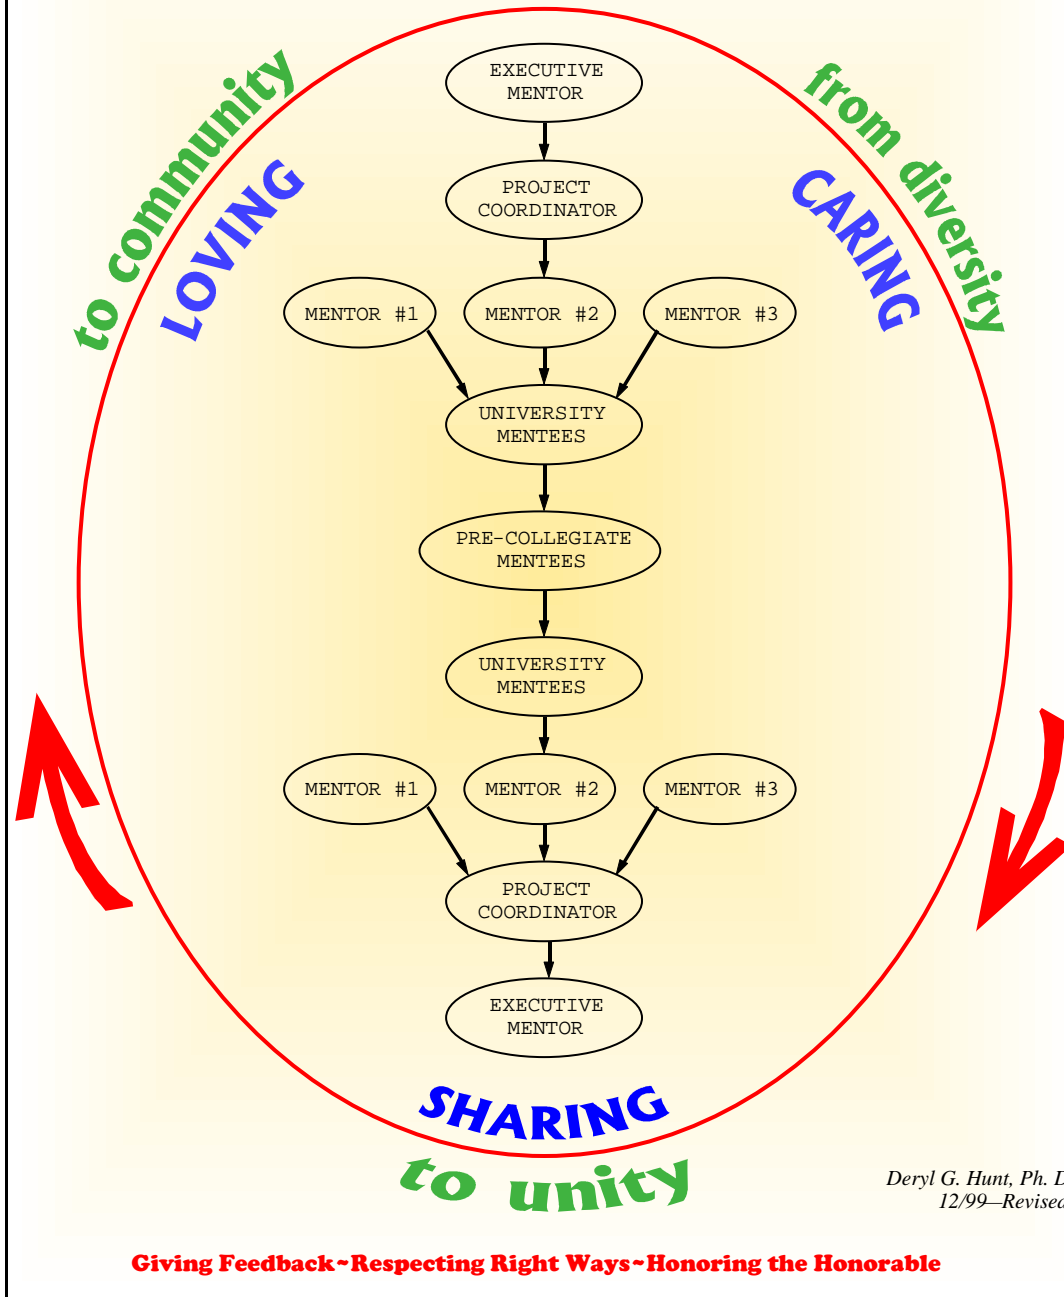 EXECUTIVE
MENTOR
to community
from diversity
LOVING
CARING
PROJECT
COORDINATOR
MENTOR #1
MENTOR #2
MENTOR #3
UNIVERSITY
MENTEES
PRE-COLLEGIATE
MENTEES
UNIVERSITY
MENTEES
MENTOR #1
MENTOR #2
MENTOR #3
PROJECT
COORDINATOR
EXECUTIVE
MENTOR
SHARING
to unity
Deryl G. Hunt, Ph. D
12/99—Revised
Giving Feedback~Respecting Right Ways~Honoring the Honorable